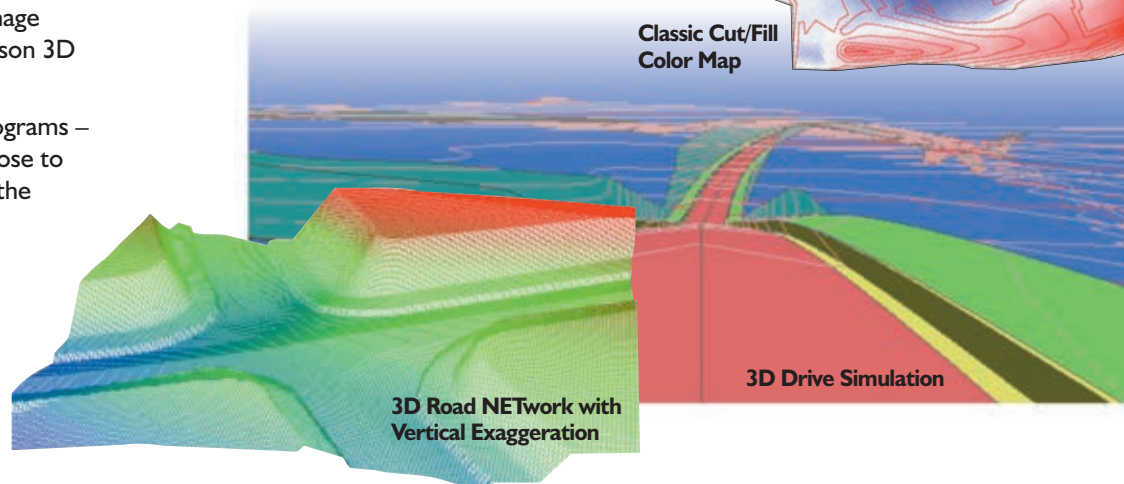 nage
son 3D
ograms –
ose to
the
Classic Cut/Fill
Color Map
3D Road NETwork with
Vertical Exaggeration
3D Drive Simulation